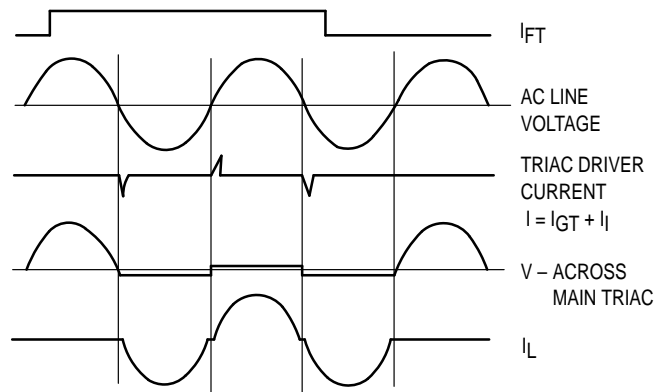 IFT
AC LINE
VOLTAGE
TRIAC DRIVER
CURRENT
I = IGT + II
V – ACROSS
MAIN TRIAC
IL